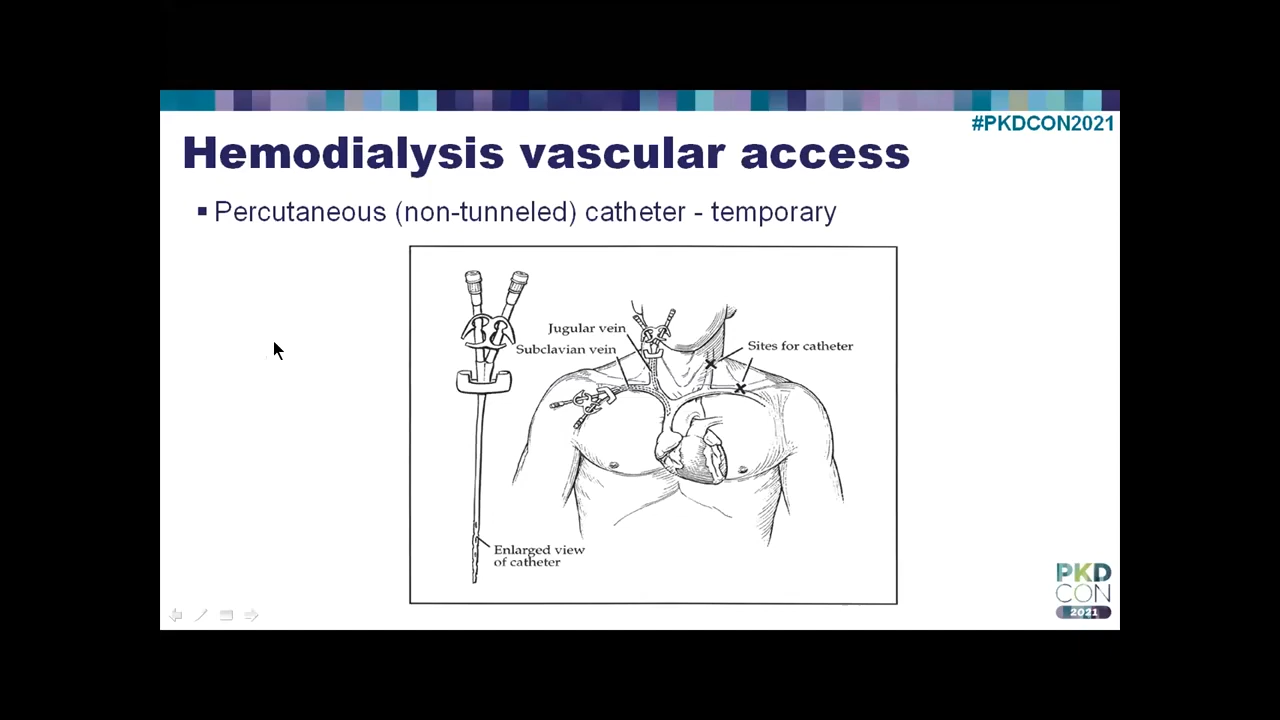 #PKDCON2021
Hemodialysis vascular access
▪ Percutaneous (non-tunneled) catheter - temporary
Jugular vein
Subclavian vein
Sites for catheter
Enlarged view
of catheter
PKD
CON
2021